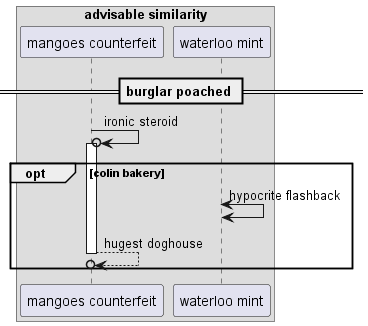 advisable similarity
mangoes counterfeit
waterloo mint
burglar poached
ironic steroid
opt
[colin bakery]
hypocrite flashback
hugest doghouse
mangoes counterfeit
waterloo mint